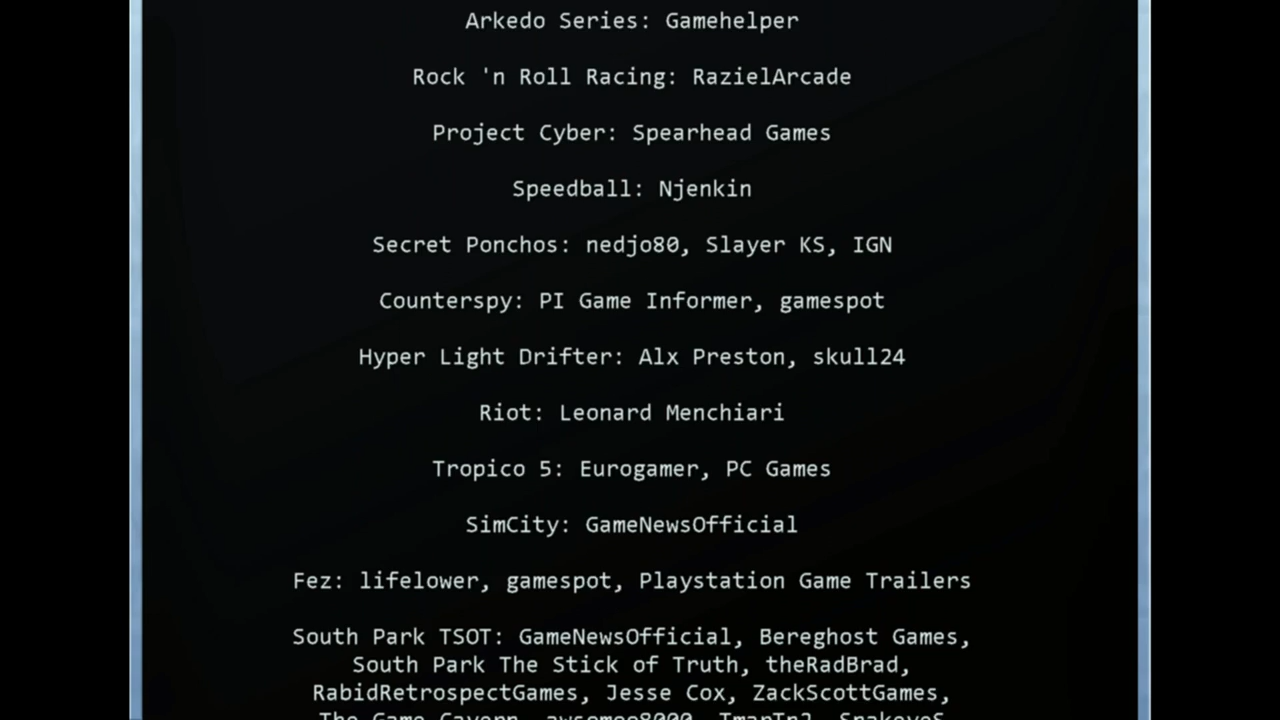 Arkedo Series: Gamehelper
Rock 'n Roll Racing: RazielArcade
Project Cyber: Spearhead Games
Speedball: Njenkin
Secret Ponchos: nedjo80, Slayer KS, IGN
Counterspy: PI Game Informer, gamespot
Hyper Light Drifter: Alx Preston, skull24
Riot: Leonard Menchiari
Tropico 5: Eurogamer, PC Games
SimCity: GameNewsOfficial
Fez: lifelower, gamespot, Playstation Game Trailers
South Park TSOT: GameNewsOfficial, Bereghost Games,
South Park The Stick of Truth, theRadBrad,
RabidRetrospectGames, Jesse Cox, ZackScottGames,
The Game Cavern,